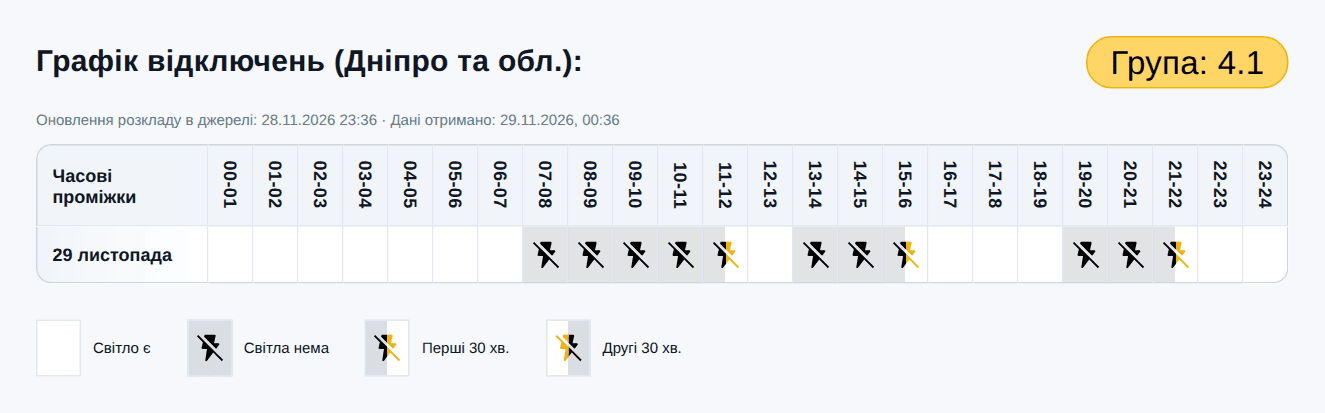 Графік відключень (Дніпро та обл.):
Група: 4.1
Оновлення розкладу в джерелі: 28.11.2026 23:36 · Дані отримано: 29.11.2026, 00:36
Часові
проміжки
00-01
01-02
02-03
03-04
04-05
05-06
06-07
07-08
08-09
09-10
10-11
11-12
12-13
13-14
14-15
15-16
16-17
17-18
18-19
19-20
20-21
21-22
22-23
23-24
29 листопада
Світло є
Світла нема
Перші 30 хв.
Другі 30 хв.